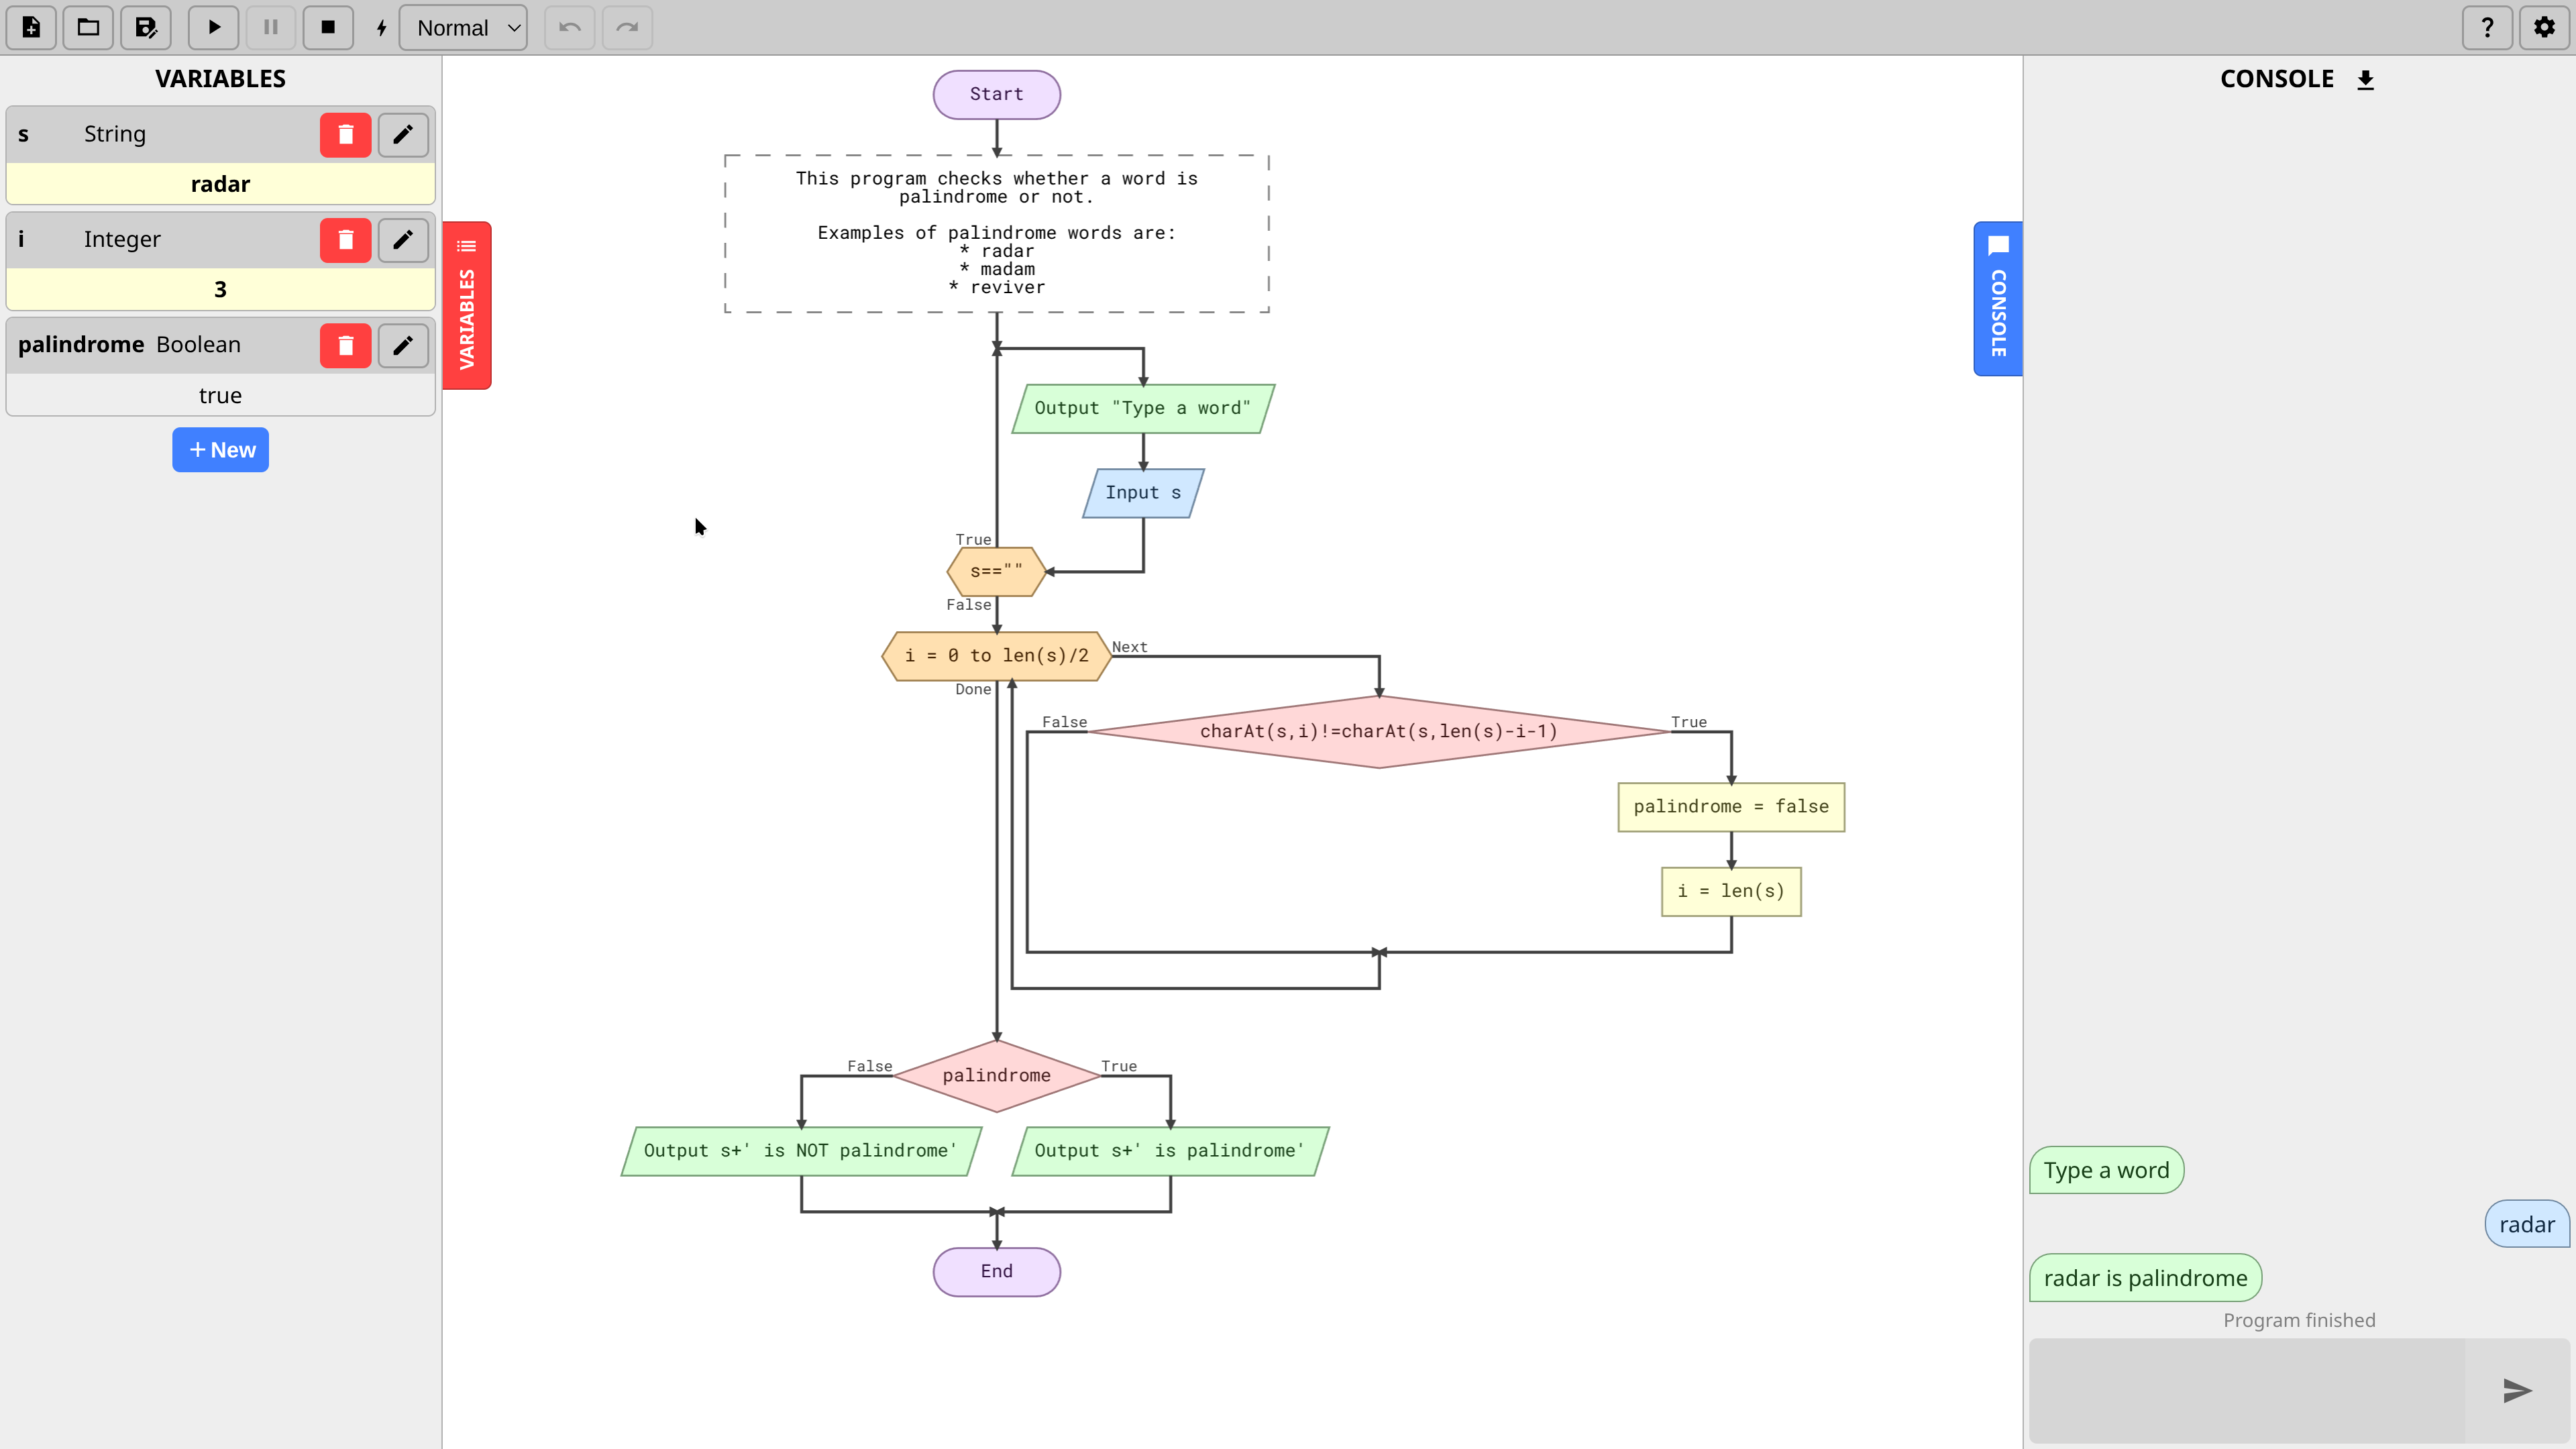 Normal
?
VARIABLES
s String
radar
i Integer
3
palindrome Boolean
true
+ New
VARIABLES
Start
This program checks whether a word is
palindrome or not.
Examples of palindrome words are:
* radar
* madam
* reviver
Output "Type a word"
Input s
True
s==""
False
i = 0 to len(s)/2
Next
Done
False
charAt(s,i)!=charAt(s,len(s)-i-1)
True
palindrome = false
i = len(s)
False
palindrome
True
Output s+' is NOT palindrome'
Output s+' is palindrome'
End
CONSOLE
CONSOLE
Type a word
radar
radar is palindrome
Program finished